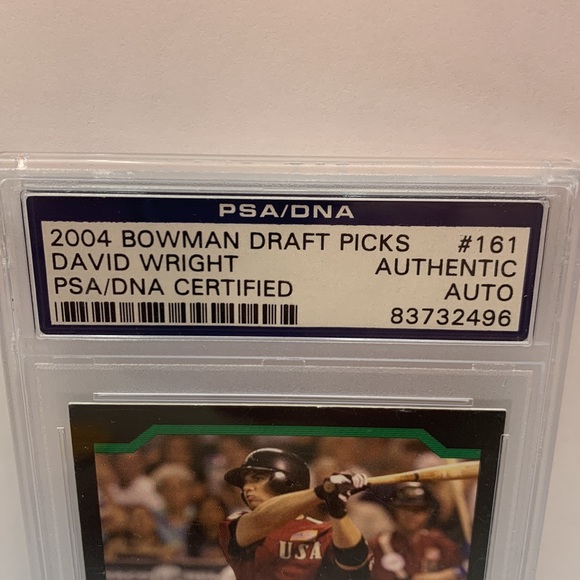 PSA/DNA
2004 BOWMAN DRAFT PICKS #161
DAVID WRIGHT AUTHENTIC
PSA/DNA CERTIFIED AUTO
83732496
USA